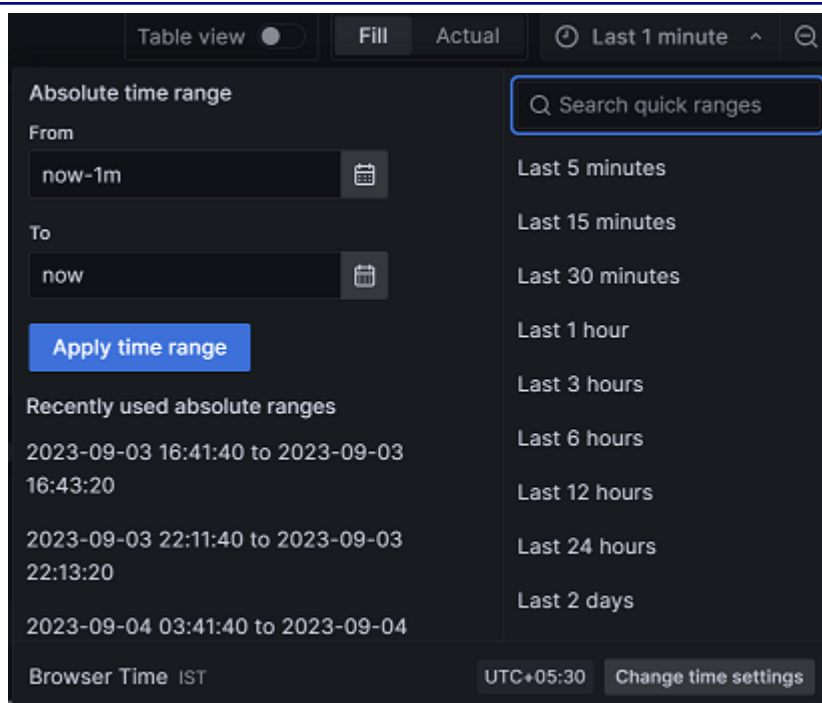 Table view Fill Actual Last 1 minute
Absolute time range
From
now-1m
To
now
Apply time range
Recently used absolute ranges
2023-09-03 16:41:40 to 2023-09-03
16:43:20
2023-09-03 22:11:40 to 2023-09-03
22:13:20
2023-09-04 03:41:40 to 2023-09-04
Search quick ranges
Last 5 minutes
Last 15 minutes
Last 30 minutes
Last 1 hour
Last 3 hours
Last 6 hours
Last 12 hours
Last 24 hours
Last 2 days
Browser Time IST UTC+05:30 Change time settings